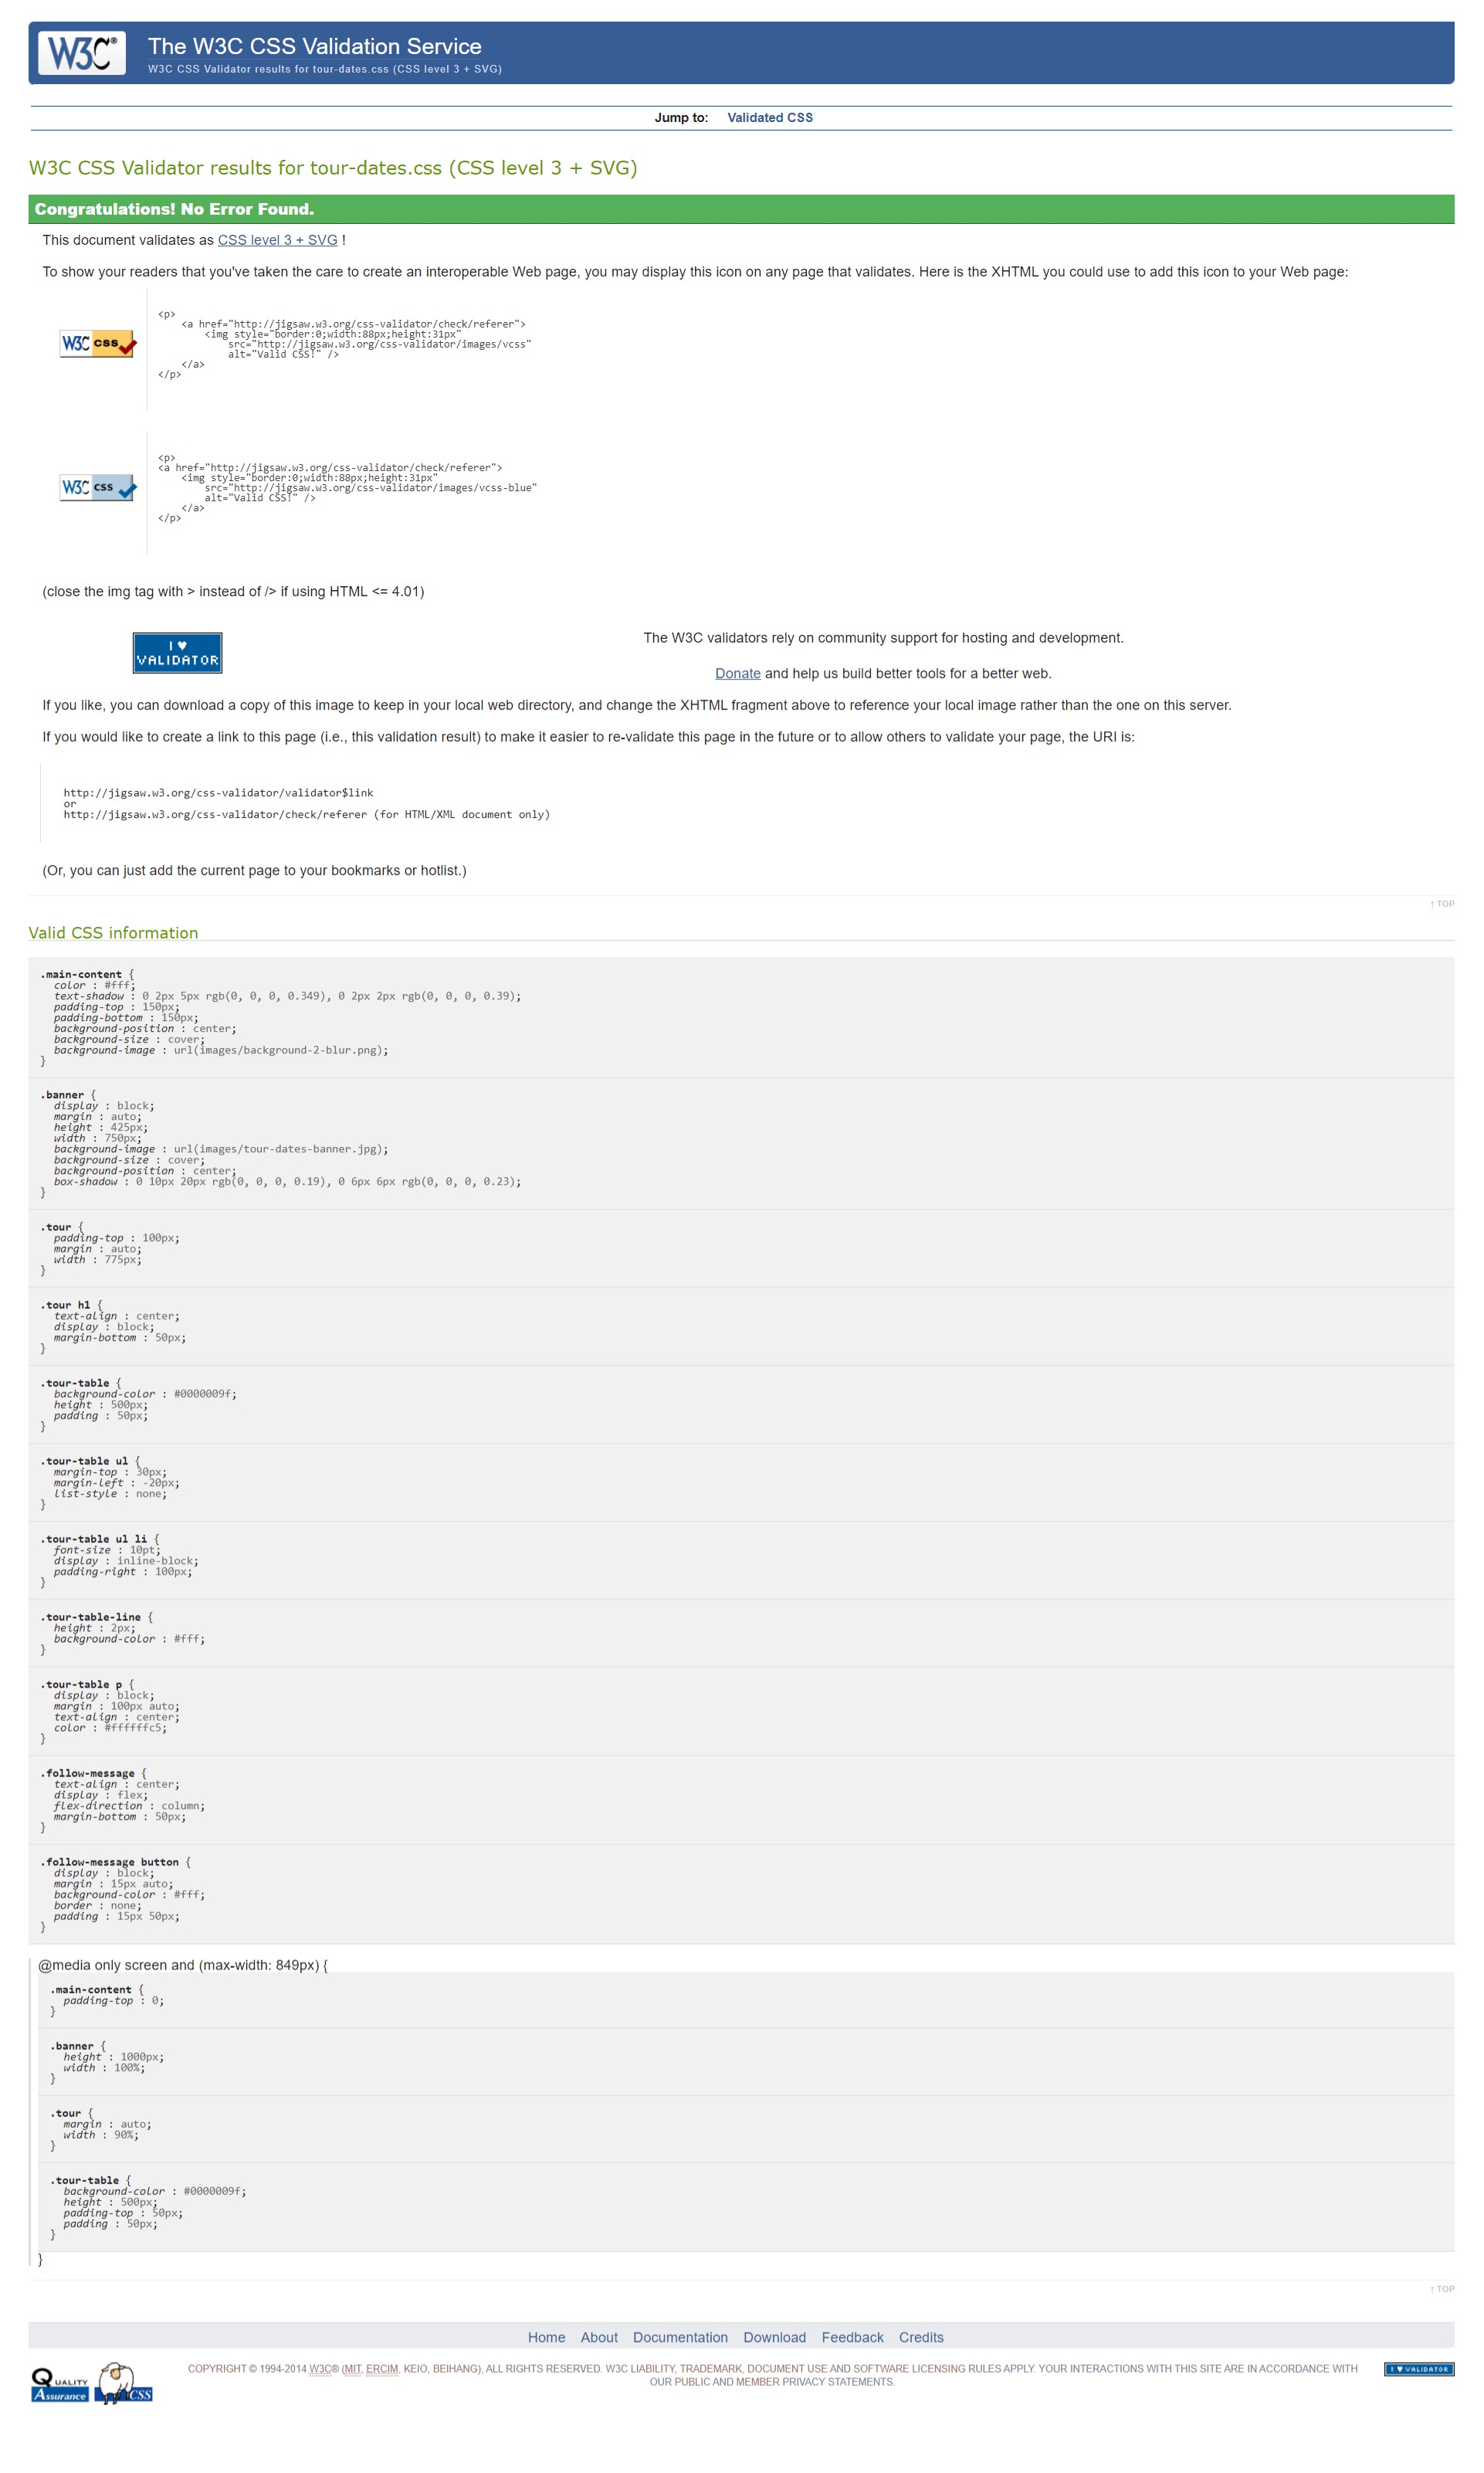 W3C®
The W3C CSS Validation Service
W3C CSS Validator results for tour-dates.css (CSS level 3 + SVG)
Jump to: Validated CSS
W3C CSS Validator results for tour-dates.css (CSS level 3 + SVG)
Congratulations! No Error Found.
This document validates as CSS level 3 + SVG !
To show your readers that you've taken the care to create an interoperable Web page, you may display this icon on any page that validates. Here is the XHTML you could use to add this icon to your Web page:
W3C css
<p>
<a href="http://jigsaw.w3.org/css-validator/check/referer">
<img style="border:0;width:88px;height:31px"
src="http://jigsaw.w3.org/css-validator/images/vcss"
alt="Valid CSS!" />
</a>
</p>
W3C css
<p>
<a href="http://jigsaw.w3.org/css-validator/check/referer">
<img style="border:0;width:88px;height:31px"
src="http://jigsaw.w3.org/css-validator/images/vcss-blue"
alt="Valid CSS!" />
</a>
</p>
(close the img tag with > instead of /> if using HTML <= 4.01)
I ♥
VALIDATOR
The W3C validators rely on community support for hosting and development.
Donate and help us build better tools for a better web.
If you like, you can download a copy of this image to keep in your local web directory, and change the XHTML fragment above to reference your local image rather than the one on this server.
If you would like to create a link to this page (i.e., this validation result) to make it easier to re-validate this page in the future or to allow others to validate your page, the URI is:
http://jigsaw.w3.org/css-validator/validator$link
or
http://jigsaw.w3.org/css-validator/check/referer (for HTML/XML document only)
(Or, you can just add the current page to your bookmarks or hotlist.)
↑ TOP
Valid CSS information
.main-content {
color : #fff;
text-shadow : 0 2px 5px rgb(0, 0, 0, 0.349), 0 2px 2px rgb(0, 0, 0, 0.39);
padding-top : 150px;
padding-bottom : 150px;
background-position : center;
background-size : cover;
background-image : url(images/background-2-blur.png);
}
.banner {
display : block;
margin : auto;
height : 425px;
width : 750px;
background-image : url(images/tour-dates-banner.jpg);
background-size : cover;
background-position : center;
box-shadow : 0 10px 20px rgb(0, 0, 0, 0.19), 0 6px 6px rgb(0, 0, 0, 0.23);
}
.tour {
padding-top : 100px;
margin : auto;
width : 775px;
}
.tour h1 {
text-align : center;
display : block;
margin-bottom : 50px;
}
.tour-table {
background-color : #0000009f;
height : 500px;
padding : 50px;
}
.tour-table ul {
margin-top : 30px;
margin-left : -20px;
list-style : none;
}
.tour-table ul li {
font-size : 10pt;
display : inline-block;
padding-right : 100px;
}
.tour-table-line {
height : 2px;
background-color : #fff;
}
.tour-table p {
display : block;
margin : 100px auto;
text-align : center;
color : #ffffffc5;
}
.follow-message {
text-align : center;
display : flex;
flex-direction : column;
margin-bottom : 50px;
}
.follow-message button {
display : block;
margin : 15px auto;
background-color : #fff;
border : none;
padding : 15px 50px;
}
@media only screen and (max-width: 849px) {
.main-content {
padding-top : 0;
}
.banner {
height : 1000px;
width : 100%;
}
.tour {
margin : auto;
width : 90%;
}
.tour-table {
background-color : #0000009f;
height : 500px;
padding-top : 50px;
padding : 50px;
}
}
↑ TOP
Home About Documentation Download Feedback Credits
QUALITY
Assurance
CSS
COPYRIGHT © 1994-2014 W3C® (MIT, ERCIM, KEIO, BEIHANG), ALL RIGHTS RESERVED. W3C LIABILITY, TRADEMARK, DOCUMENT USE AND SOFTWARE LICENSING RULES APPLY. YOUR INTERACTIONS WITH THIS SITE ARE IN ACCORDANCE WITH
OUR PUBLIC AND MEMBER PRIVACY STATEMENTS.
I ♥ VALIDATOR